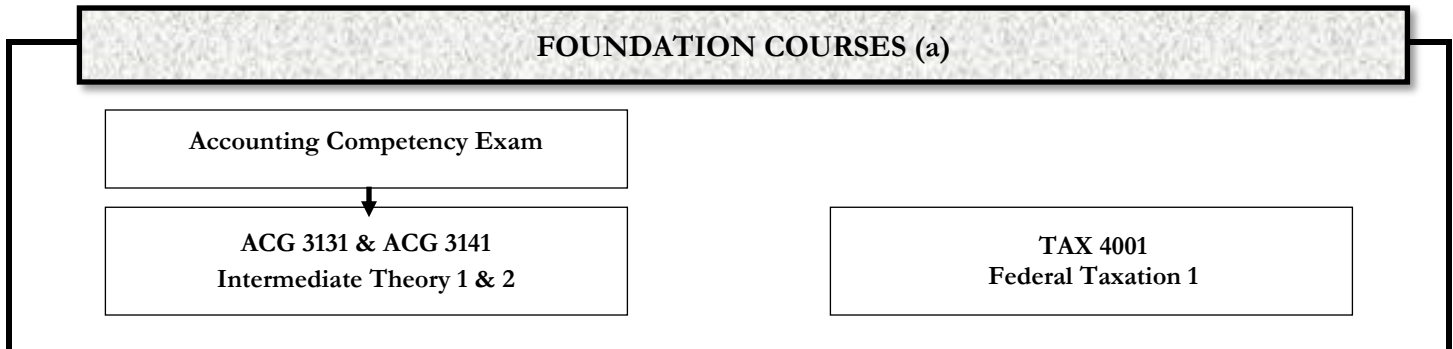 FOUNDATION COURSES (a)
Accounting Competency Exam
ACG 3131 & ACG 3141
Intermediate Theory 1 & 2
TAX 4001
Federal Taxation 1